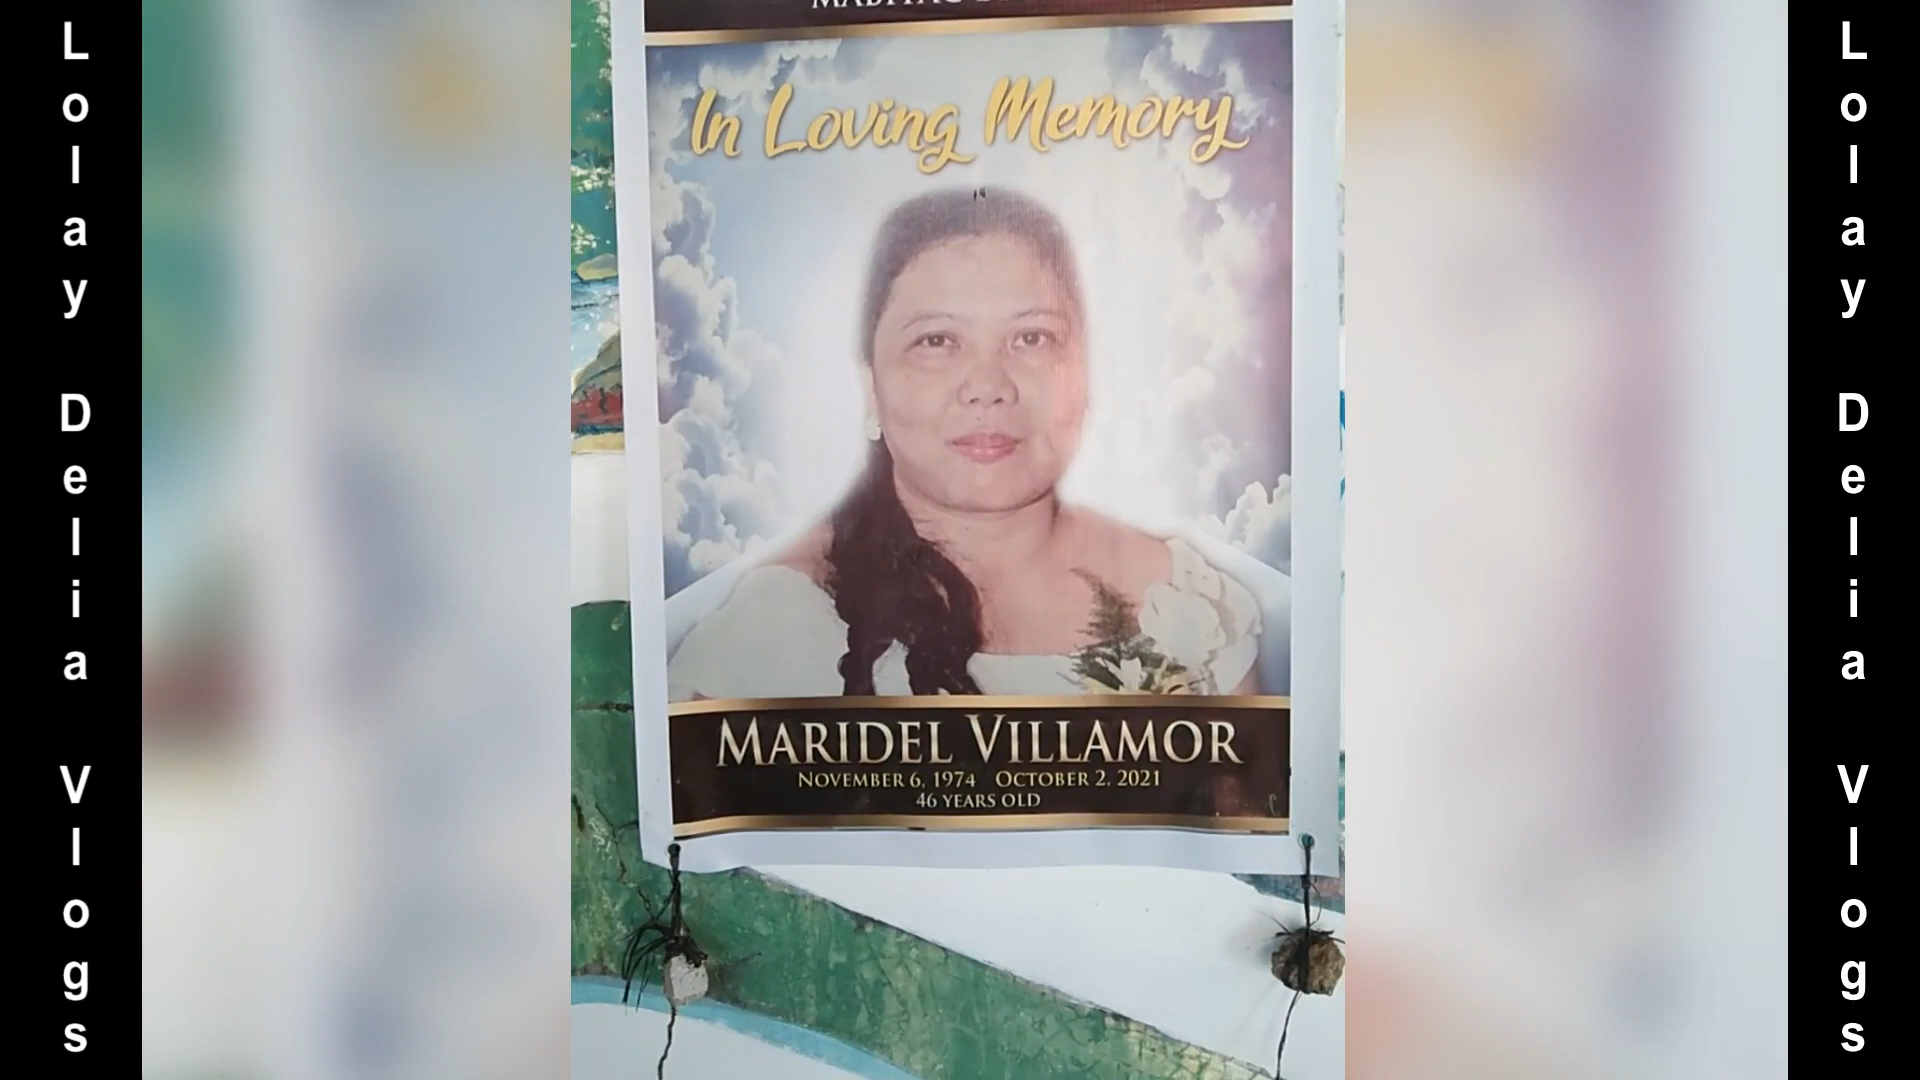 Lolay Delia Vlogs
In Loving Memory
MARIDEL VILLAMOR
NOVEMBER 6, 1974 OCTOBER 2, 2021
46 YEARS OLD
Lolay Delia Vlogs